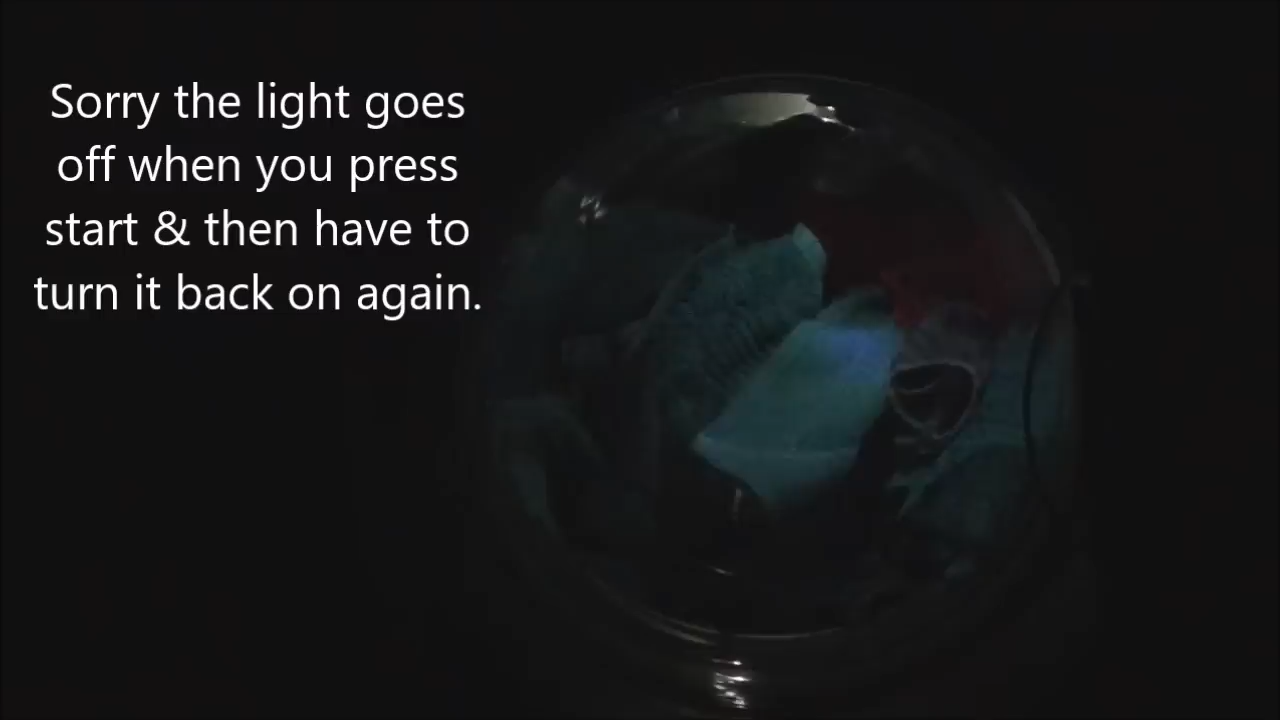 Sorry the light goes
off when you press
start & then have to
turn it back on again.